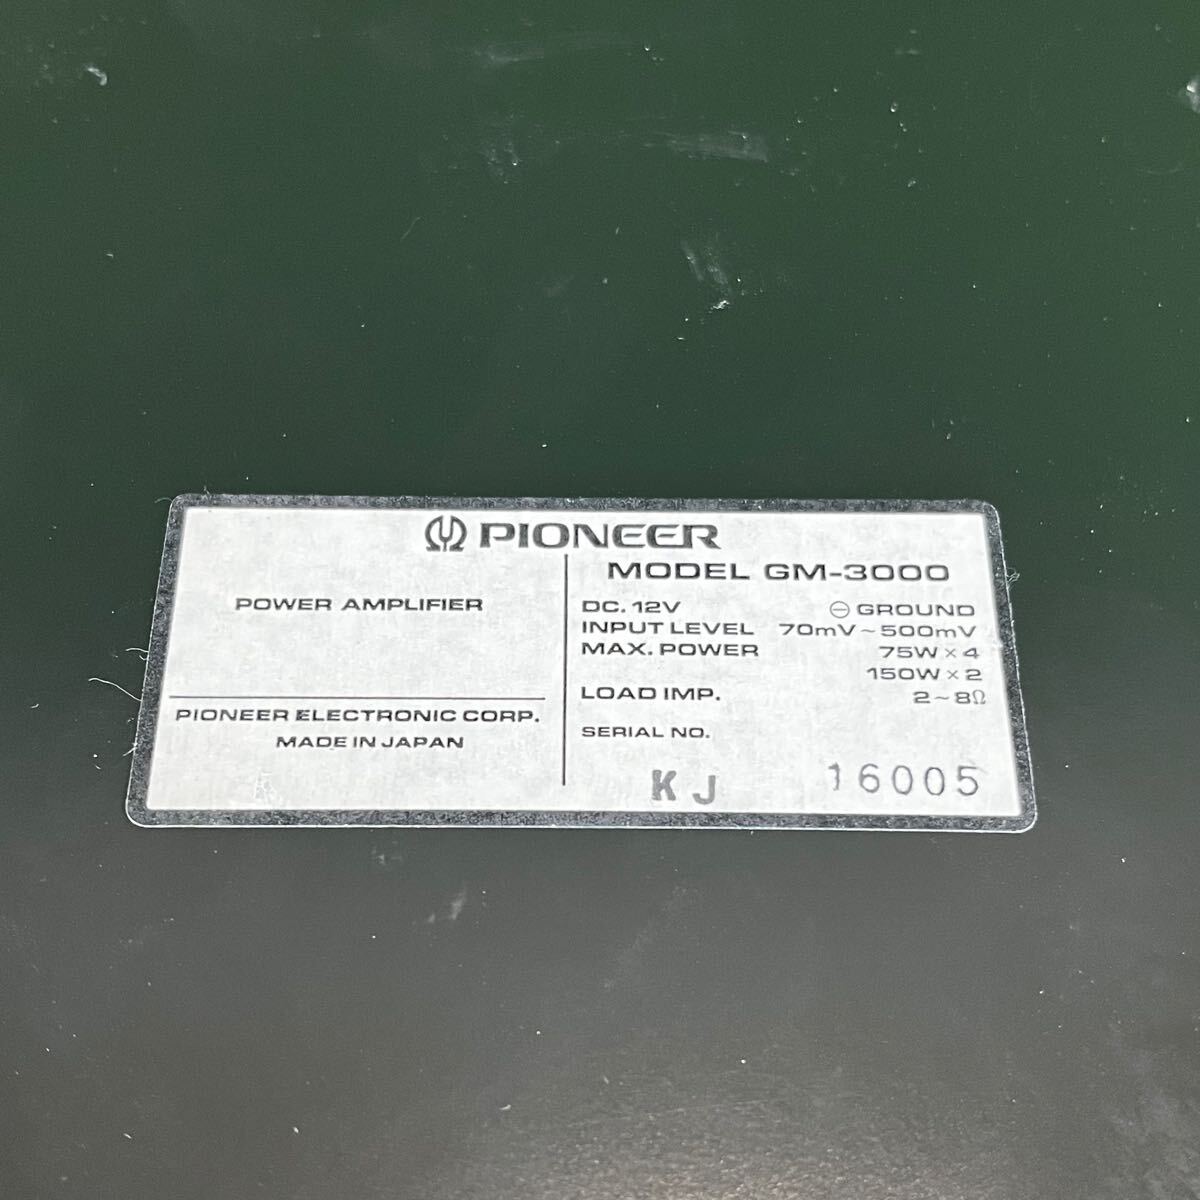 PIONEER
POWER AMPLIFIER
PIONEER ELECTRONIC CORP.
MADE IN JAPAN
MODEL GM-3000
DC. 12V ⊖ GROUND
INPUT LEVEL 70mV~500mV
MAX. POWER 75W×4
150W×2
LOAD IMP. 2~8Ω
SERIAL NO.
KJ 16005